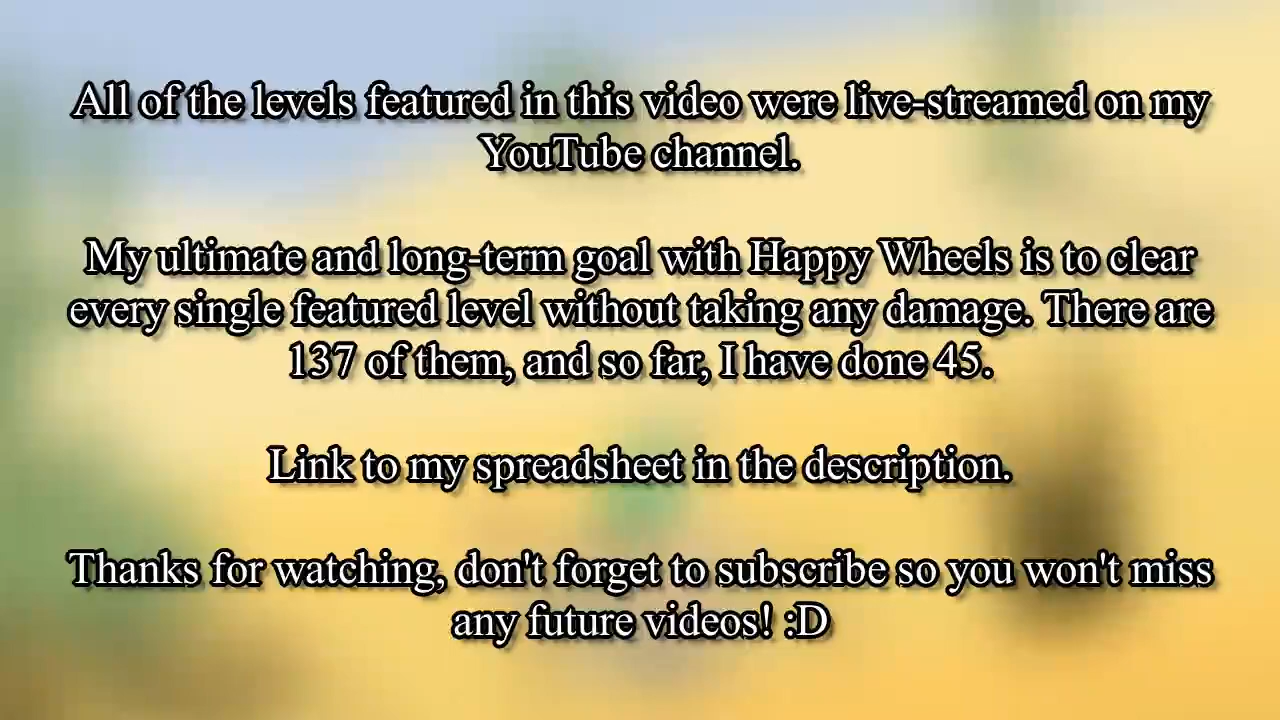 All of the levels featured in this video were live-streamed on my
YouTube channel.
My ultimate and long-term goal with Happy Wheels is to clear
every single featured level without taking any damage. There are
137 of them, and so far, I have done 45.
Link to my spreadsheet in the description.
Thanks for watching, don't forget to subscribe so you won't miss
any future videos! :D